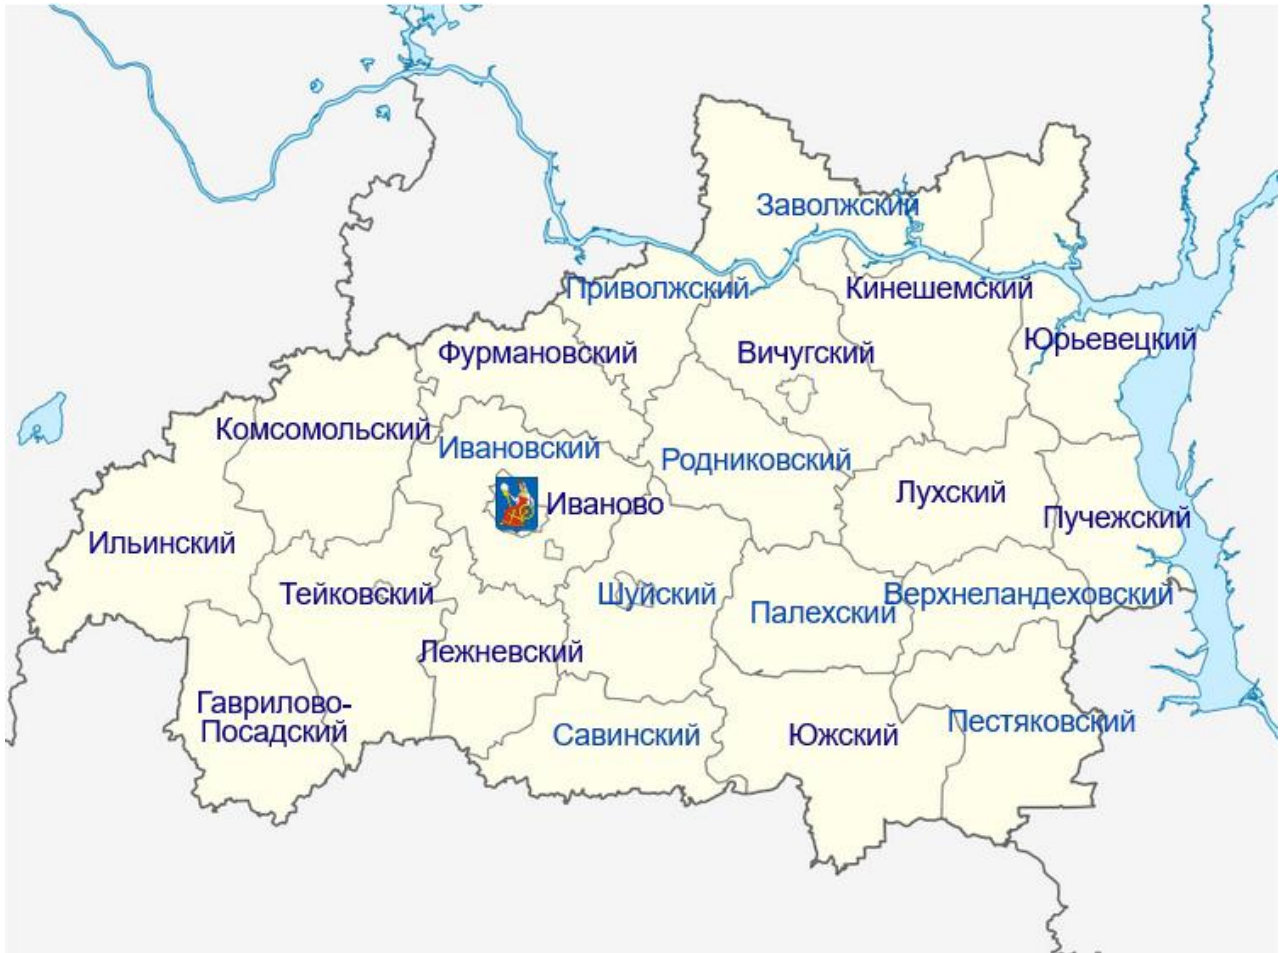 Заволжский
Приволжский
Кинешемский
Юрьевецкий
Фурмановский
Вичугский
Комсомольский
Ивановский
Родниковский
Лухский
Иваново
Пучежский
Ильинский
Тейковский
Шуйский
Палехский
Верхнеландеховский
Лежневский
Гаврилово-
Посадский
Савинский
Южский
Пестяковский